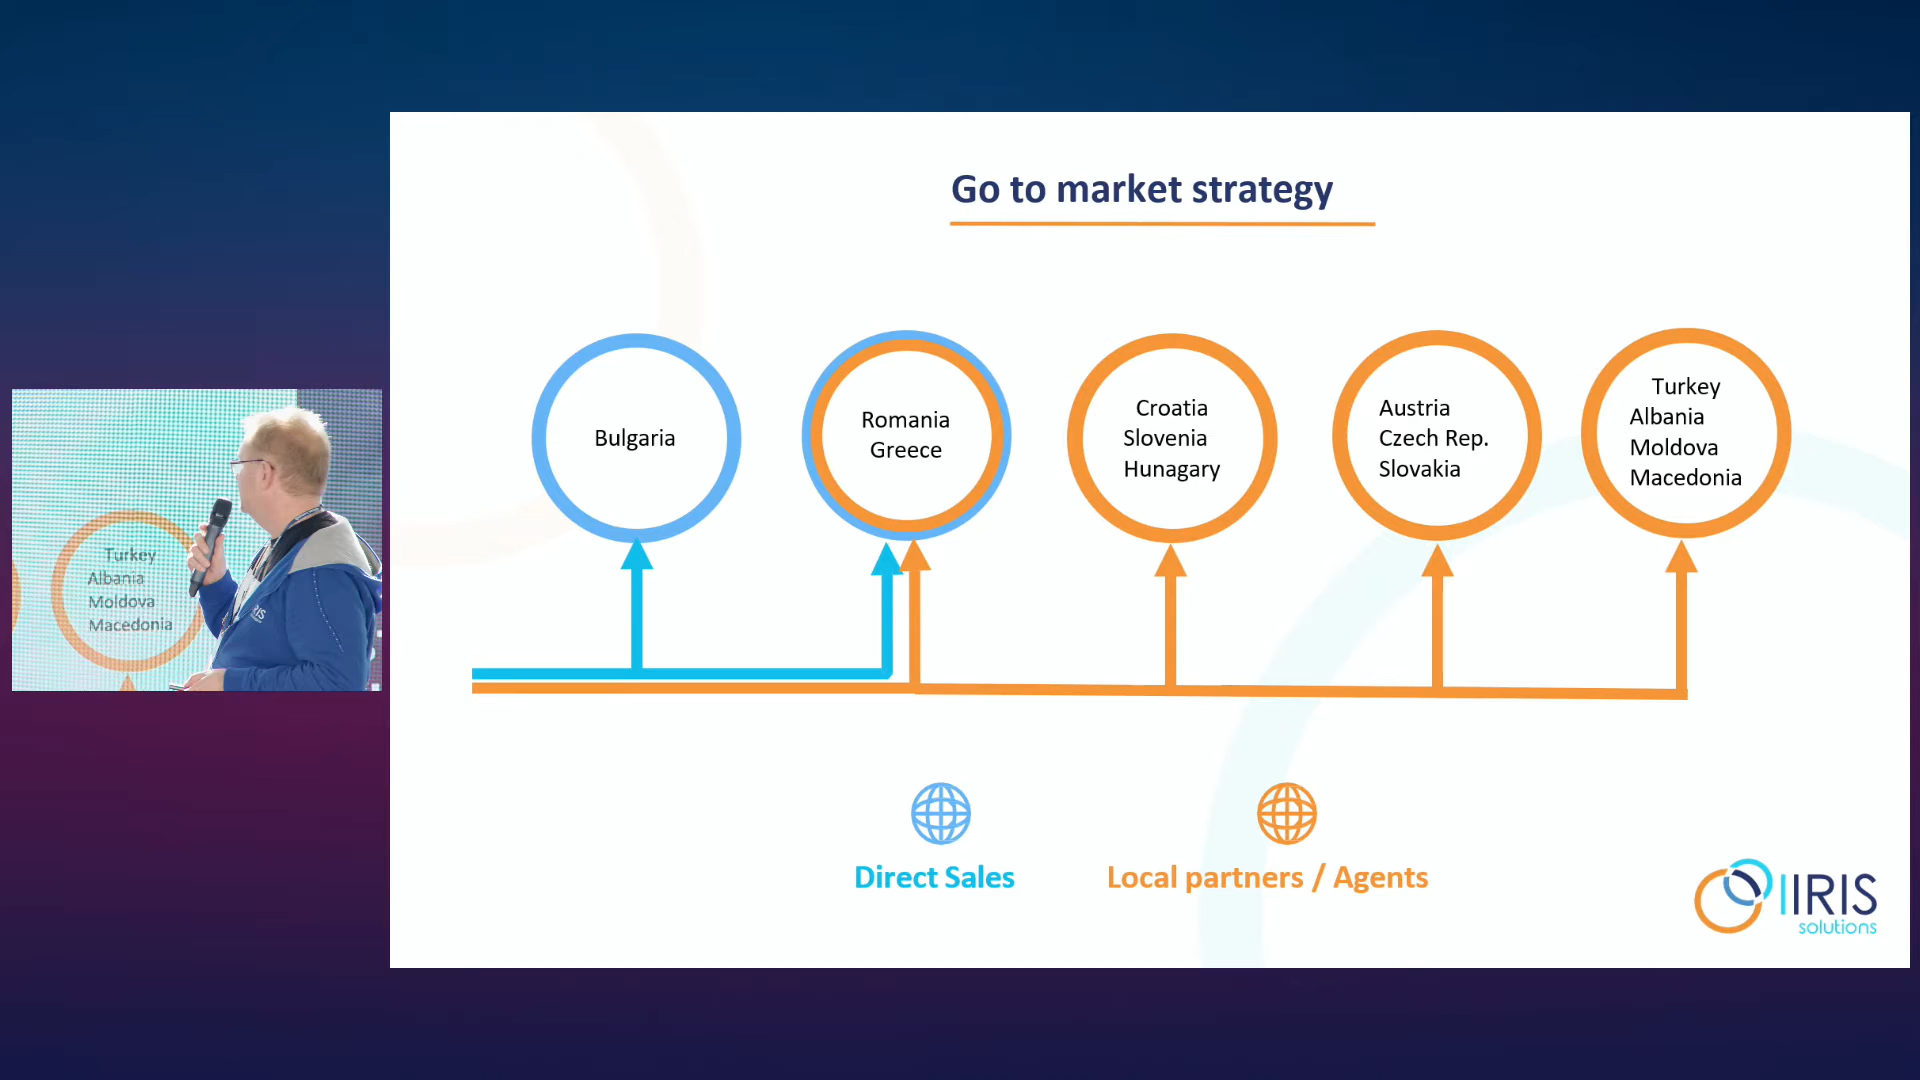 Go to market strategy
Bulgaria
Romania
Greece
Croatia
Slovenia
Hunagary
Austria
Czech Rep.
Slovakia
Turkey
Albania
Moldova
Macedonia
Turkey
Albania
Moldova
Macedonia
RIS
Direct Sales
Local partners / Agents
IRIS
solutions